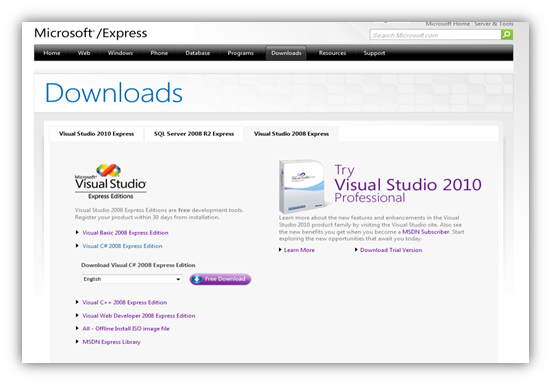 Microsoft Home | Server & Tools
Microsoft®/Express
Search Microsoft.com
Home Web Windows Phone Database Programs Downloads Resources Support
Downloads
Visual Studio 2010 Express SQL Server 2008 R2 Express Visual Studio 2008 Express
Microsoft®
Visual Studio®
Express Editions
Visual Studio 2008 Express Editions are free development tools.
Register your product within 30 days from installation.
Visual Basic 2008 Express Edition
Visual C# 2008 Express Edition
Download Visual C# 2008 Express Edition
English Free Download
Visual C++ 2008 Express Edition
Visual Web Developer 2008 Express Edition
All - Offline Install ISO image file
MSDN Express Library
Try
Visual Studio 2010
Professional
Learn more about the new features and enhancements in the Visual
Studio 2010 product family by visiting the Visual Studio site. Also see
the new benefits you get when you become a MSDN Subscriber. Start
exploring the new opportunities that await you today.
Learn More Download Trial Version